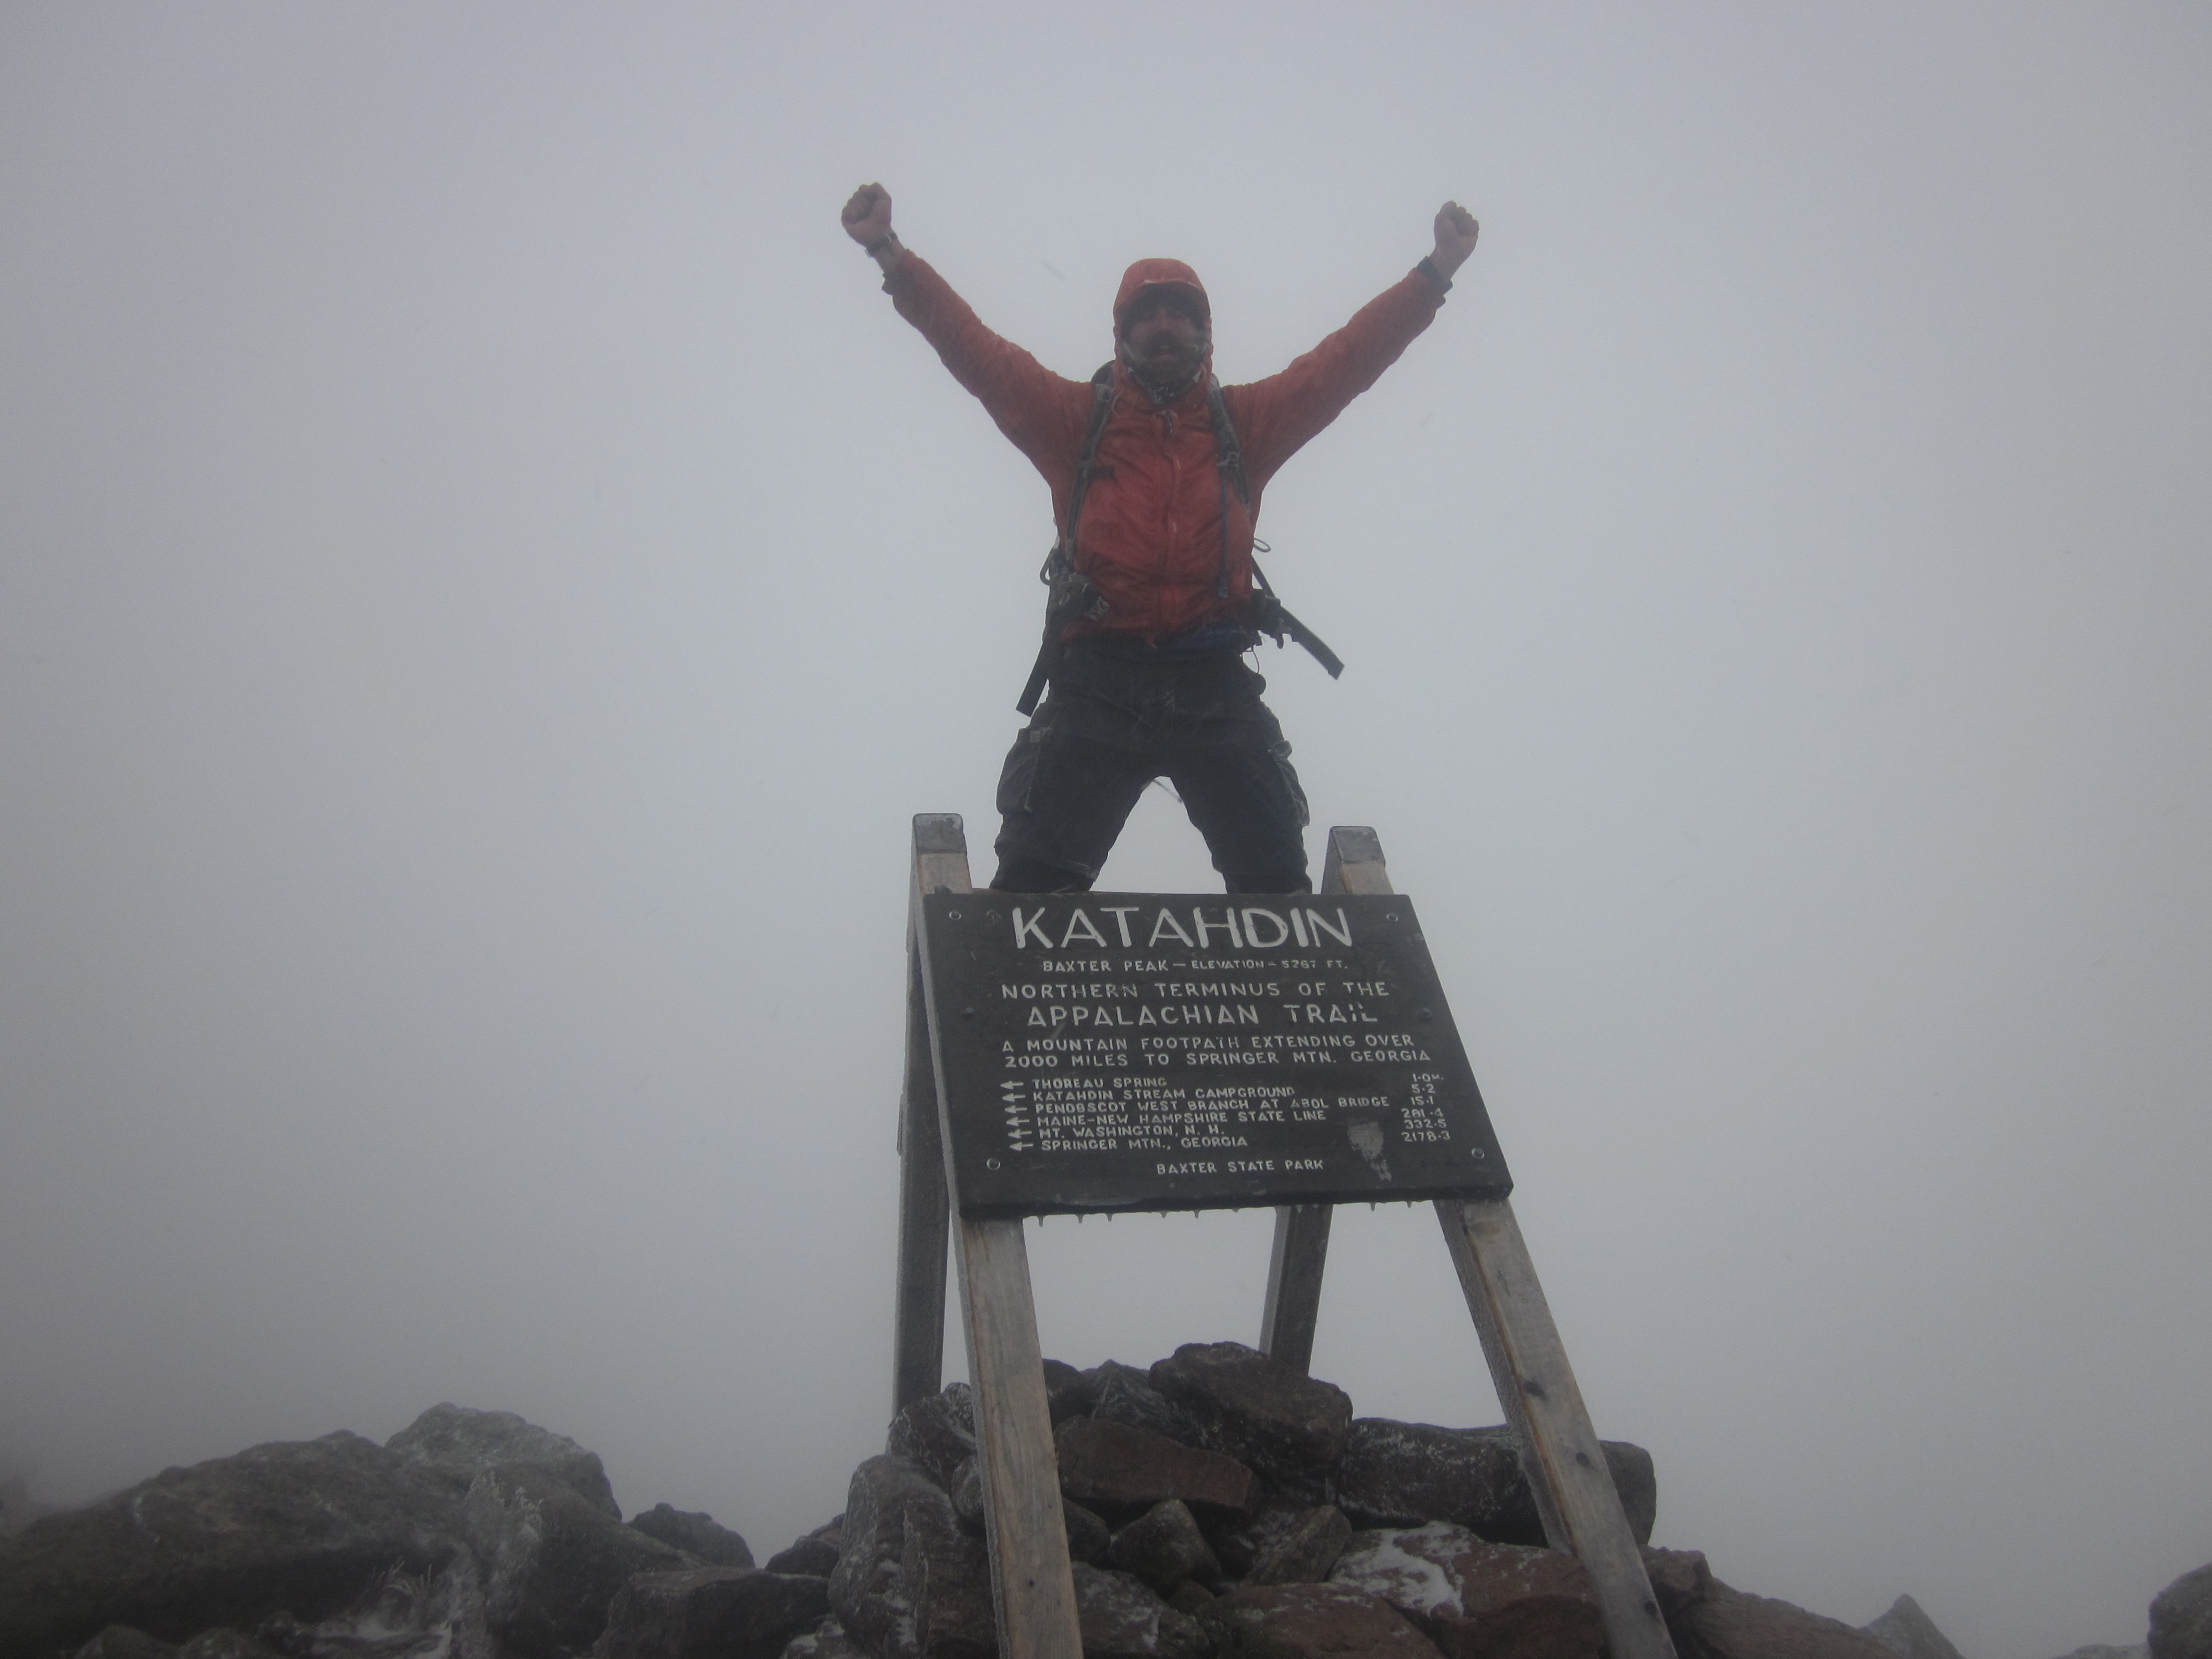 KATAHDIN
BAXTER PEAK — ELEVATION — 5267 FT.
NORTHERN TERMINUS OF THE
APPALACHIAN TRAIL
A MOUNTAIN FOOTPATH EXTENDING OVER
2000 MILES TO SPRINGER MTN. GEORGIA
← THOREAU SPRING 1.0 M.
← KATAHDIN STREAM CAMPGROUND 5.2
← PENOBSCOT WEST BRANCH AT ABOL BRIDGE 15.1
← MAINE-NEW HAMPSHIRE STATE LINE 281.4
← MT. WASHINGTON, N. H. 332.5
← SPRINGER MTN., GEORGIA 2178.3
BAXTER STATE PARK